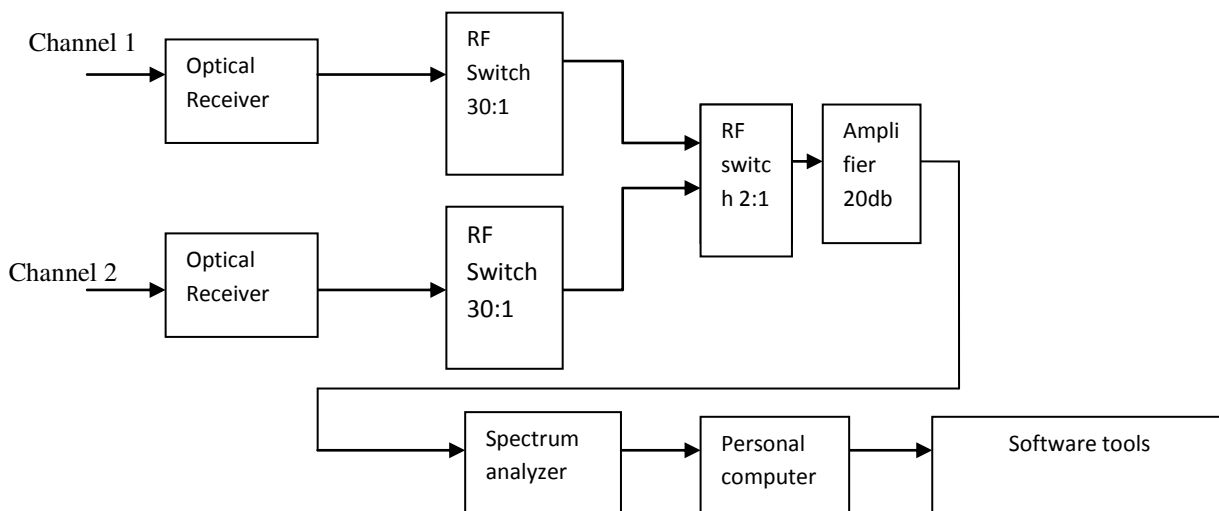 Channel 1
Optical
Receiver
RF
Switch
30:1
RF
switc
h 2:1
Ampli
fier
20db
Channel 2
Optical
Receiver
RF
Switch
30:1
Spectrum
analyzer
Personal
computer
Software tools